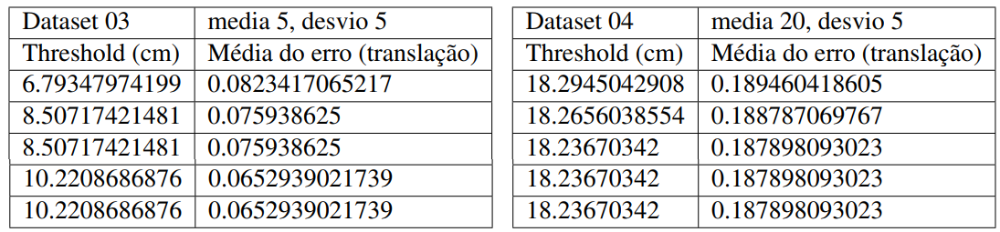 Dataset 03 media 5, desvio 5
Threshold (cm) Média do erro (translação)
6.79347974199 0.0823417065217
8.50717421481 0.075938625
8.50717421481 0.075938625
10.2208686876 0.0652939021739
10.2208686876 0.0652939021739
Dataset 04 media 20, desvio 5
Threshold (cm) Média do erro (translação)
18.2945042908 0.189460418605
18.2656038554 0.188787069767
18.23670342 0.187898093023
18.23670342 0.187898093023
18.23670342 0.187898093023